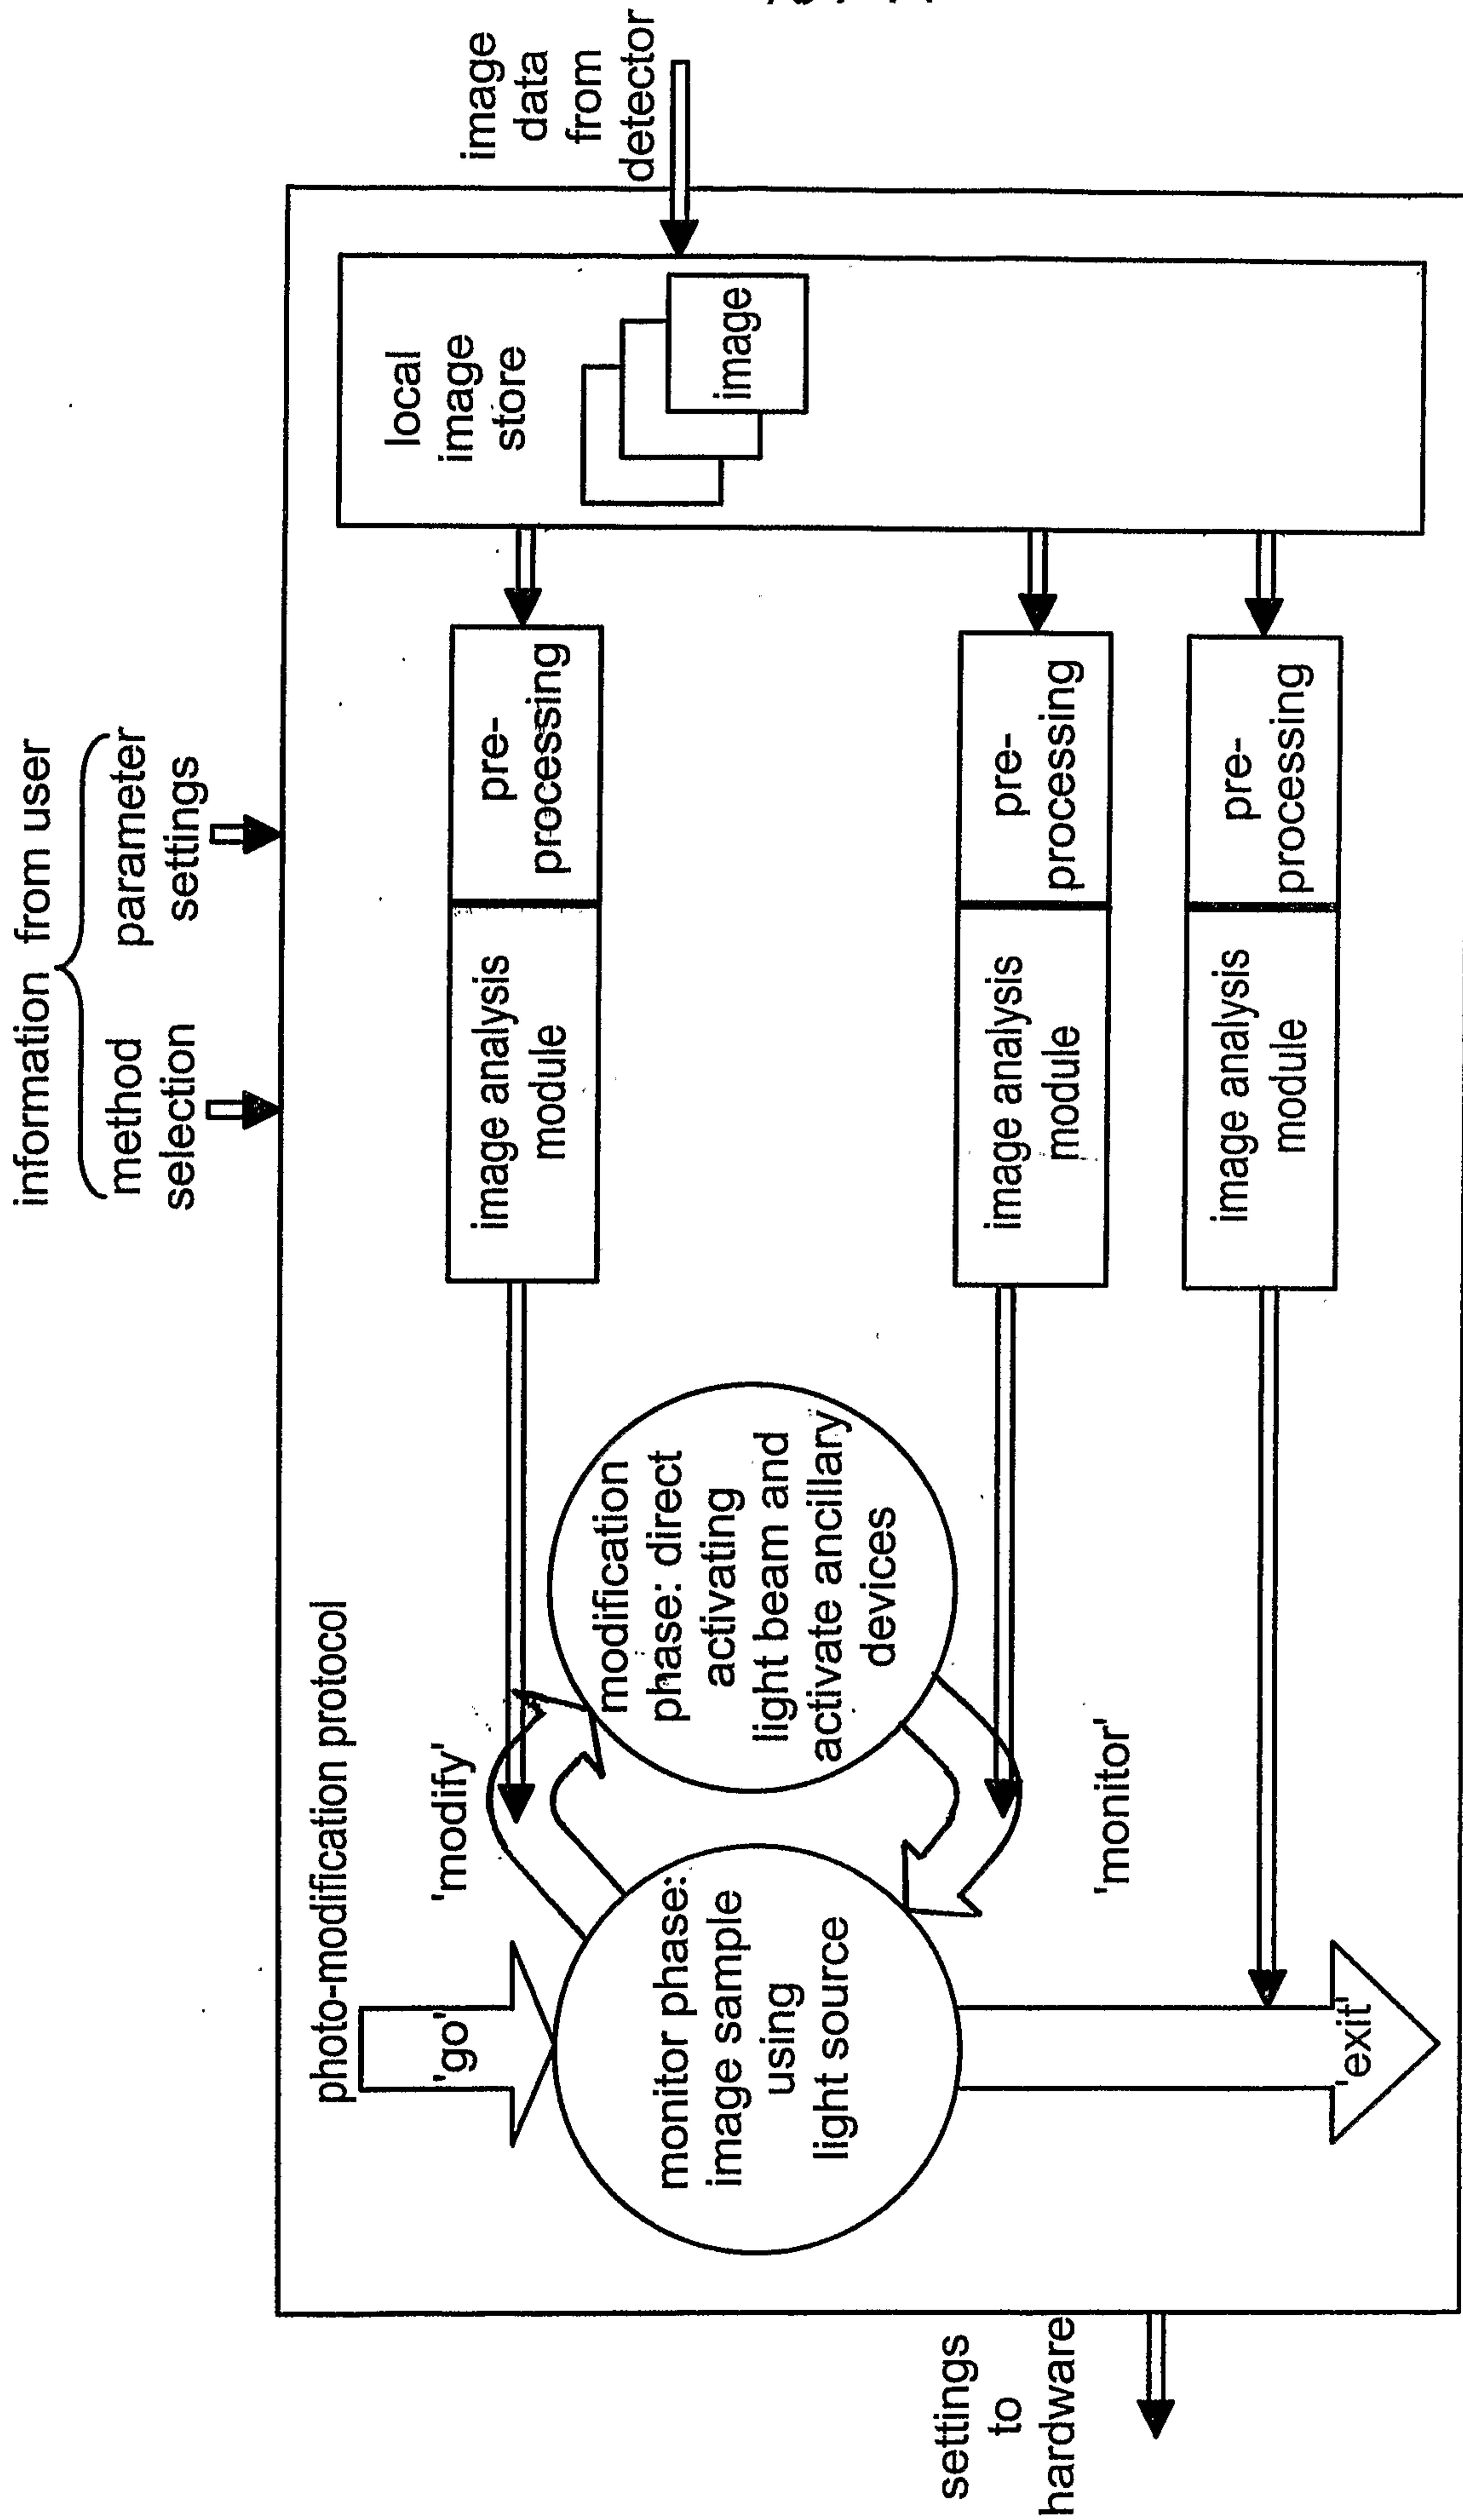 information from user
method
selection
parameter
settings
image
data
from
detector
photo-modification protocol
'go'
'modify'
monitor phase:
image sample
using
light source
modification
phase: direct
activating
light beam and
activate ancillary
devices
'monitor'
'exit'
image analysis
module
pre-
processing
image analysis
module
pre-
processing
image analysis
module
pre-
processing
local
image
store
image
settings
to
hardware